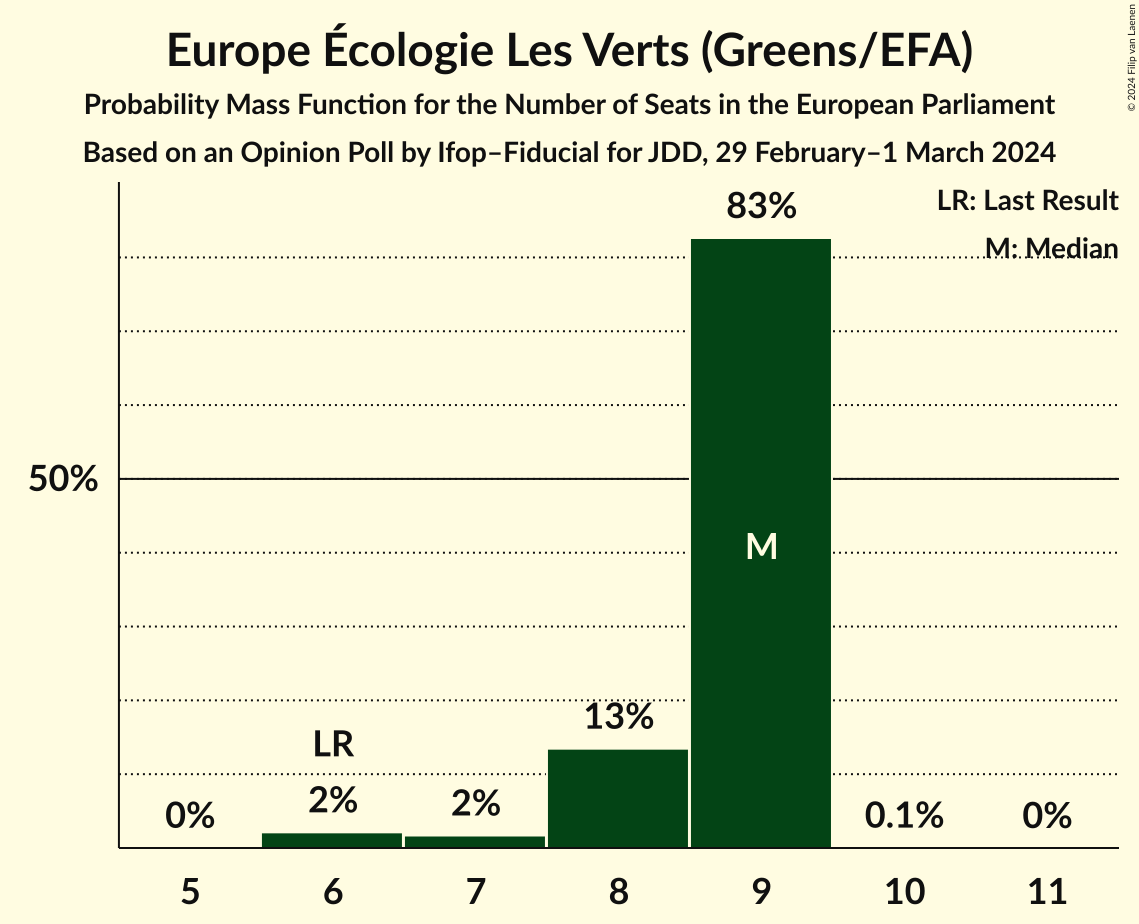 Europe Écologie Les Verts (Greens/EFA)
Probability Mass Function for the Number of Seats in the European Parliament
Based on an Opinion Poll by Ifop–Fiducial for JDD, 29 February–1 March 2024
© 2024 Filip van Laenen
LR: Last Result
M: Median
83%
50%
M
13%
LR
2%
2%
0%
0.1%
0%
5 6 7 8 9 10 11